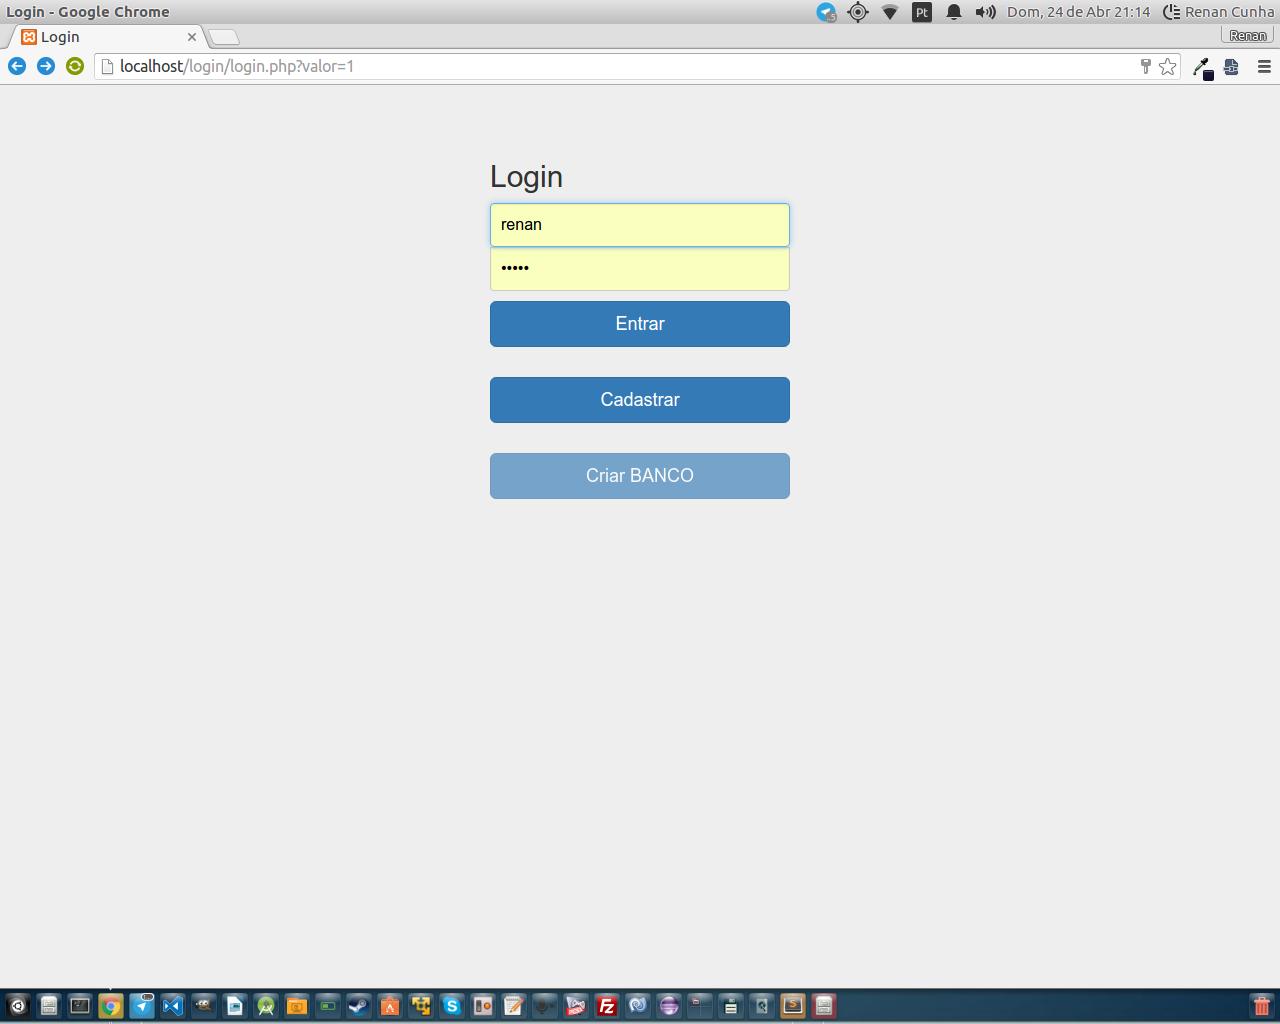 Login - Google Chrome
Pt
Dom, 24 de Abr 21:14
Renan Cunha
Login
Renan
localhost/login/login.php?valor=1
Login
renan
•••••
Entrar
Cadastrar
Criar BANCO